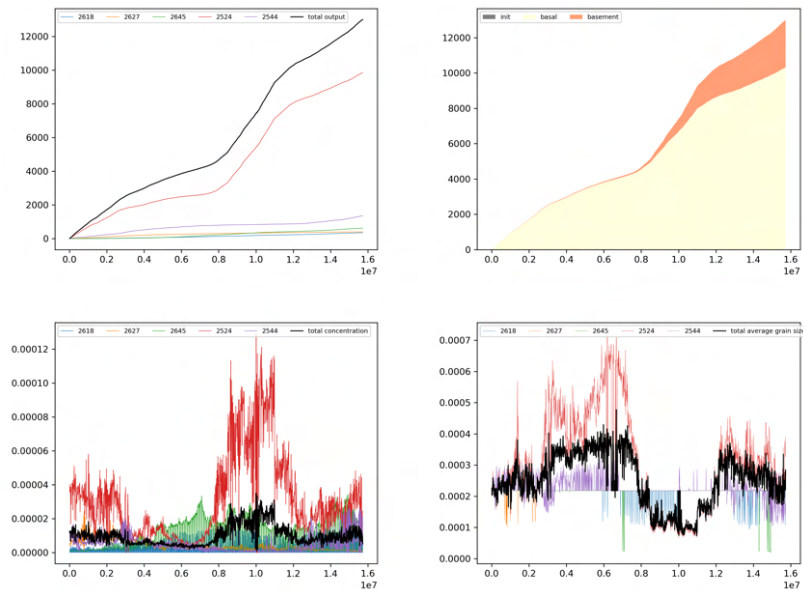 2618 2627 2645 2524 2544 total output
12000
10000
8000
6000
4000
2000
0
0.0 0.2 0.4 0.6 0.8 1.0 1.2 1.4 1.6
1e7
init basal basement
12000
10000
8000
6000
4000
2000
0
0.0 0.2 0.4 0.6 0.8 1.0 1.2 1.4 1.6
1e7
2618 2627 2645 2524 2544 total concentration
0.00012
0.00010
0.00008
0.00006
0.00004
0.00002
0.00000
0.0 0.2 0.4 0.6 0.8 1.0 1.2 1.4 1.6
1e7
2618 2627 2645 2524 2544 total average grain size
0.0007
0.0006
0.0005
0.0004
0.0003
0.0002
0.0001
0.0000
0.0 0.2 0.4 0.6 0.8 1.0 1.2 1.4 1.6
1e7